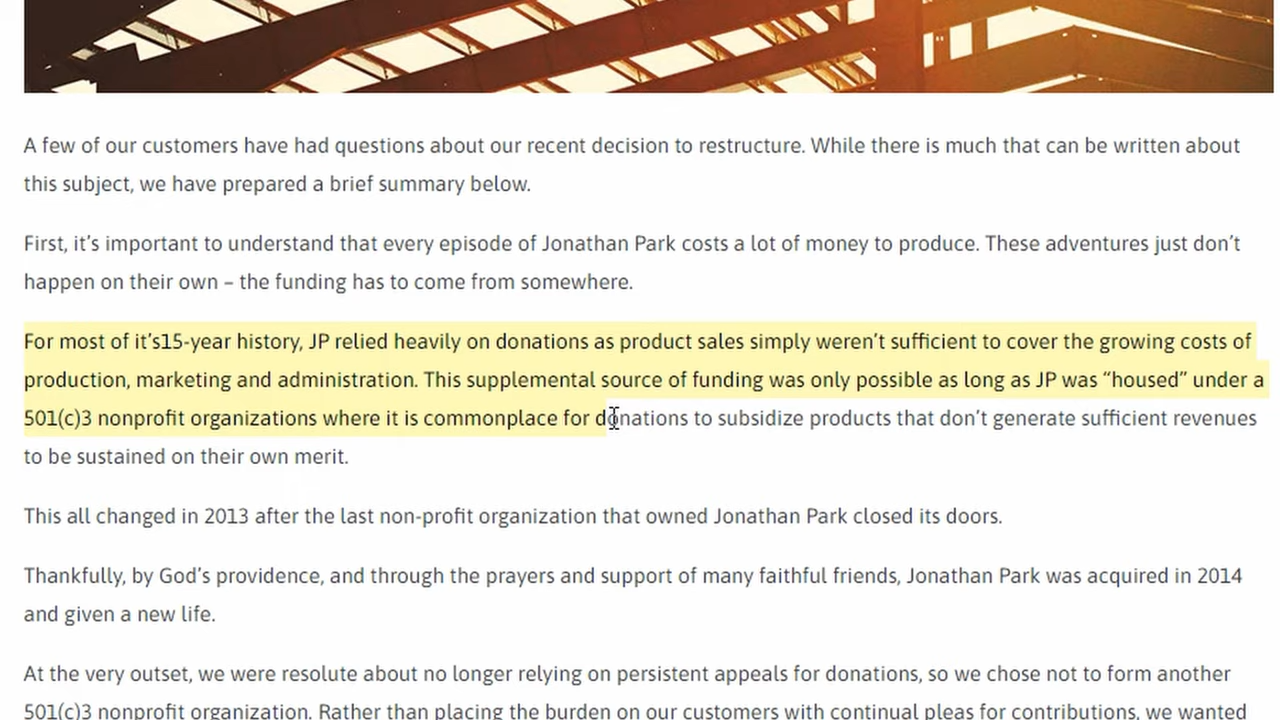 A few of our customers have had questions about our recent decision to restructure. While there is much that can be written about
this subject, we have prepared a brief summary below.
First, it’s important to understand that every episode of Jonathan Park costs a lot of money to produce. These adventures just don’t
happen on their own – the funding has to come from somewhere.
For most of it’s15-year history, JP relied heavily on donations as product sales simply weren’t sufficient to cover the growing costs of
production, marketing and administration. This supplemental source of funding was only possible as long as JP was “housed” under a
501(c)3 nonprofit organizations where it is commonplace for donations to subsidize products that don’t generate sufficient revenues
to be sustained on their own merit.
This all changed in 2013 after the last non-profit organization that owned Jonathan Park closed its doors.
Thankfully, by God’s providence, and through the prayers and support of many faithful friends, Jonathan Park was acquired in 2014
and given a new life.
At the very outset, we were resolute about no longer relying on persistent appeals for donations, so we chose not to form another
501(c)3 nonprofit organization. Rather than placing the burden on our customers with continual pleas for contributions, we wanted